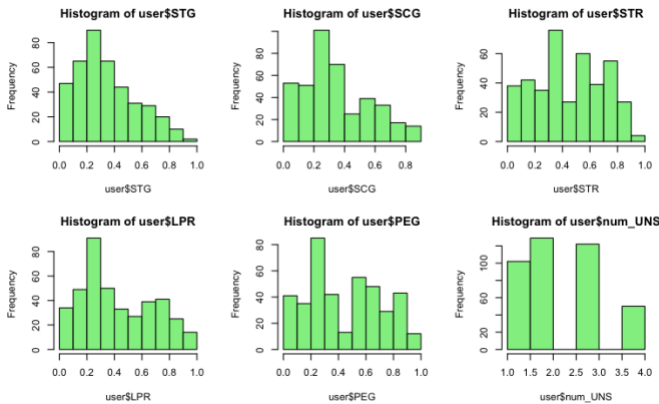 Histogram of user$STG
Frequency
0 20 40 60 80
0.0 0.2 0.4 0.6 0.8 1.0
user$STG
Histogram of user$SCG
Frequency
0 20 40 60 80
0.0 0.2 0.4 0.6 0.8
user$SCG
Histogram of user$STR
Frequency
0 20 40 60
0.0 0.2 0.4 0.6 0.8 1.0
user$STR
Histogram of user$LPR
Frequency
0 20 40 60 80
0.0 0.2 0.4 0.6 0.8 1.0
user$LPR
Histogram of user$PEG
Frequency
0 20 40 60 80
0.0 0.2 0.4 0.6 0.8 1.0
user$PEG
Histogram of user$num_UNS
Frequency
0 20 60 100
1.0 1.5 2.0 2.5 3.0 3.5 4.0
user$num_UNS